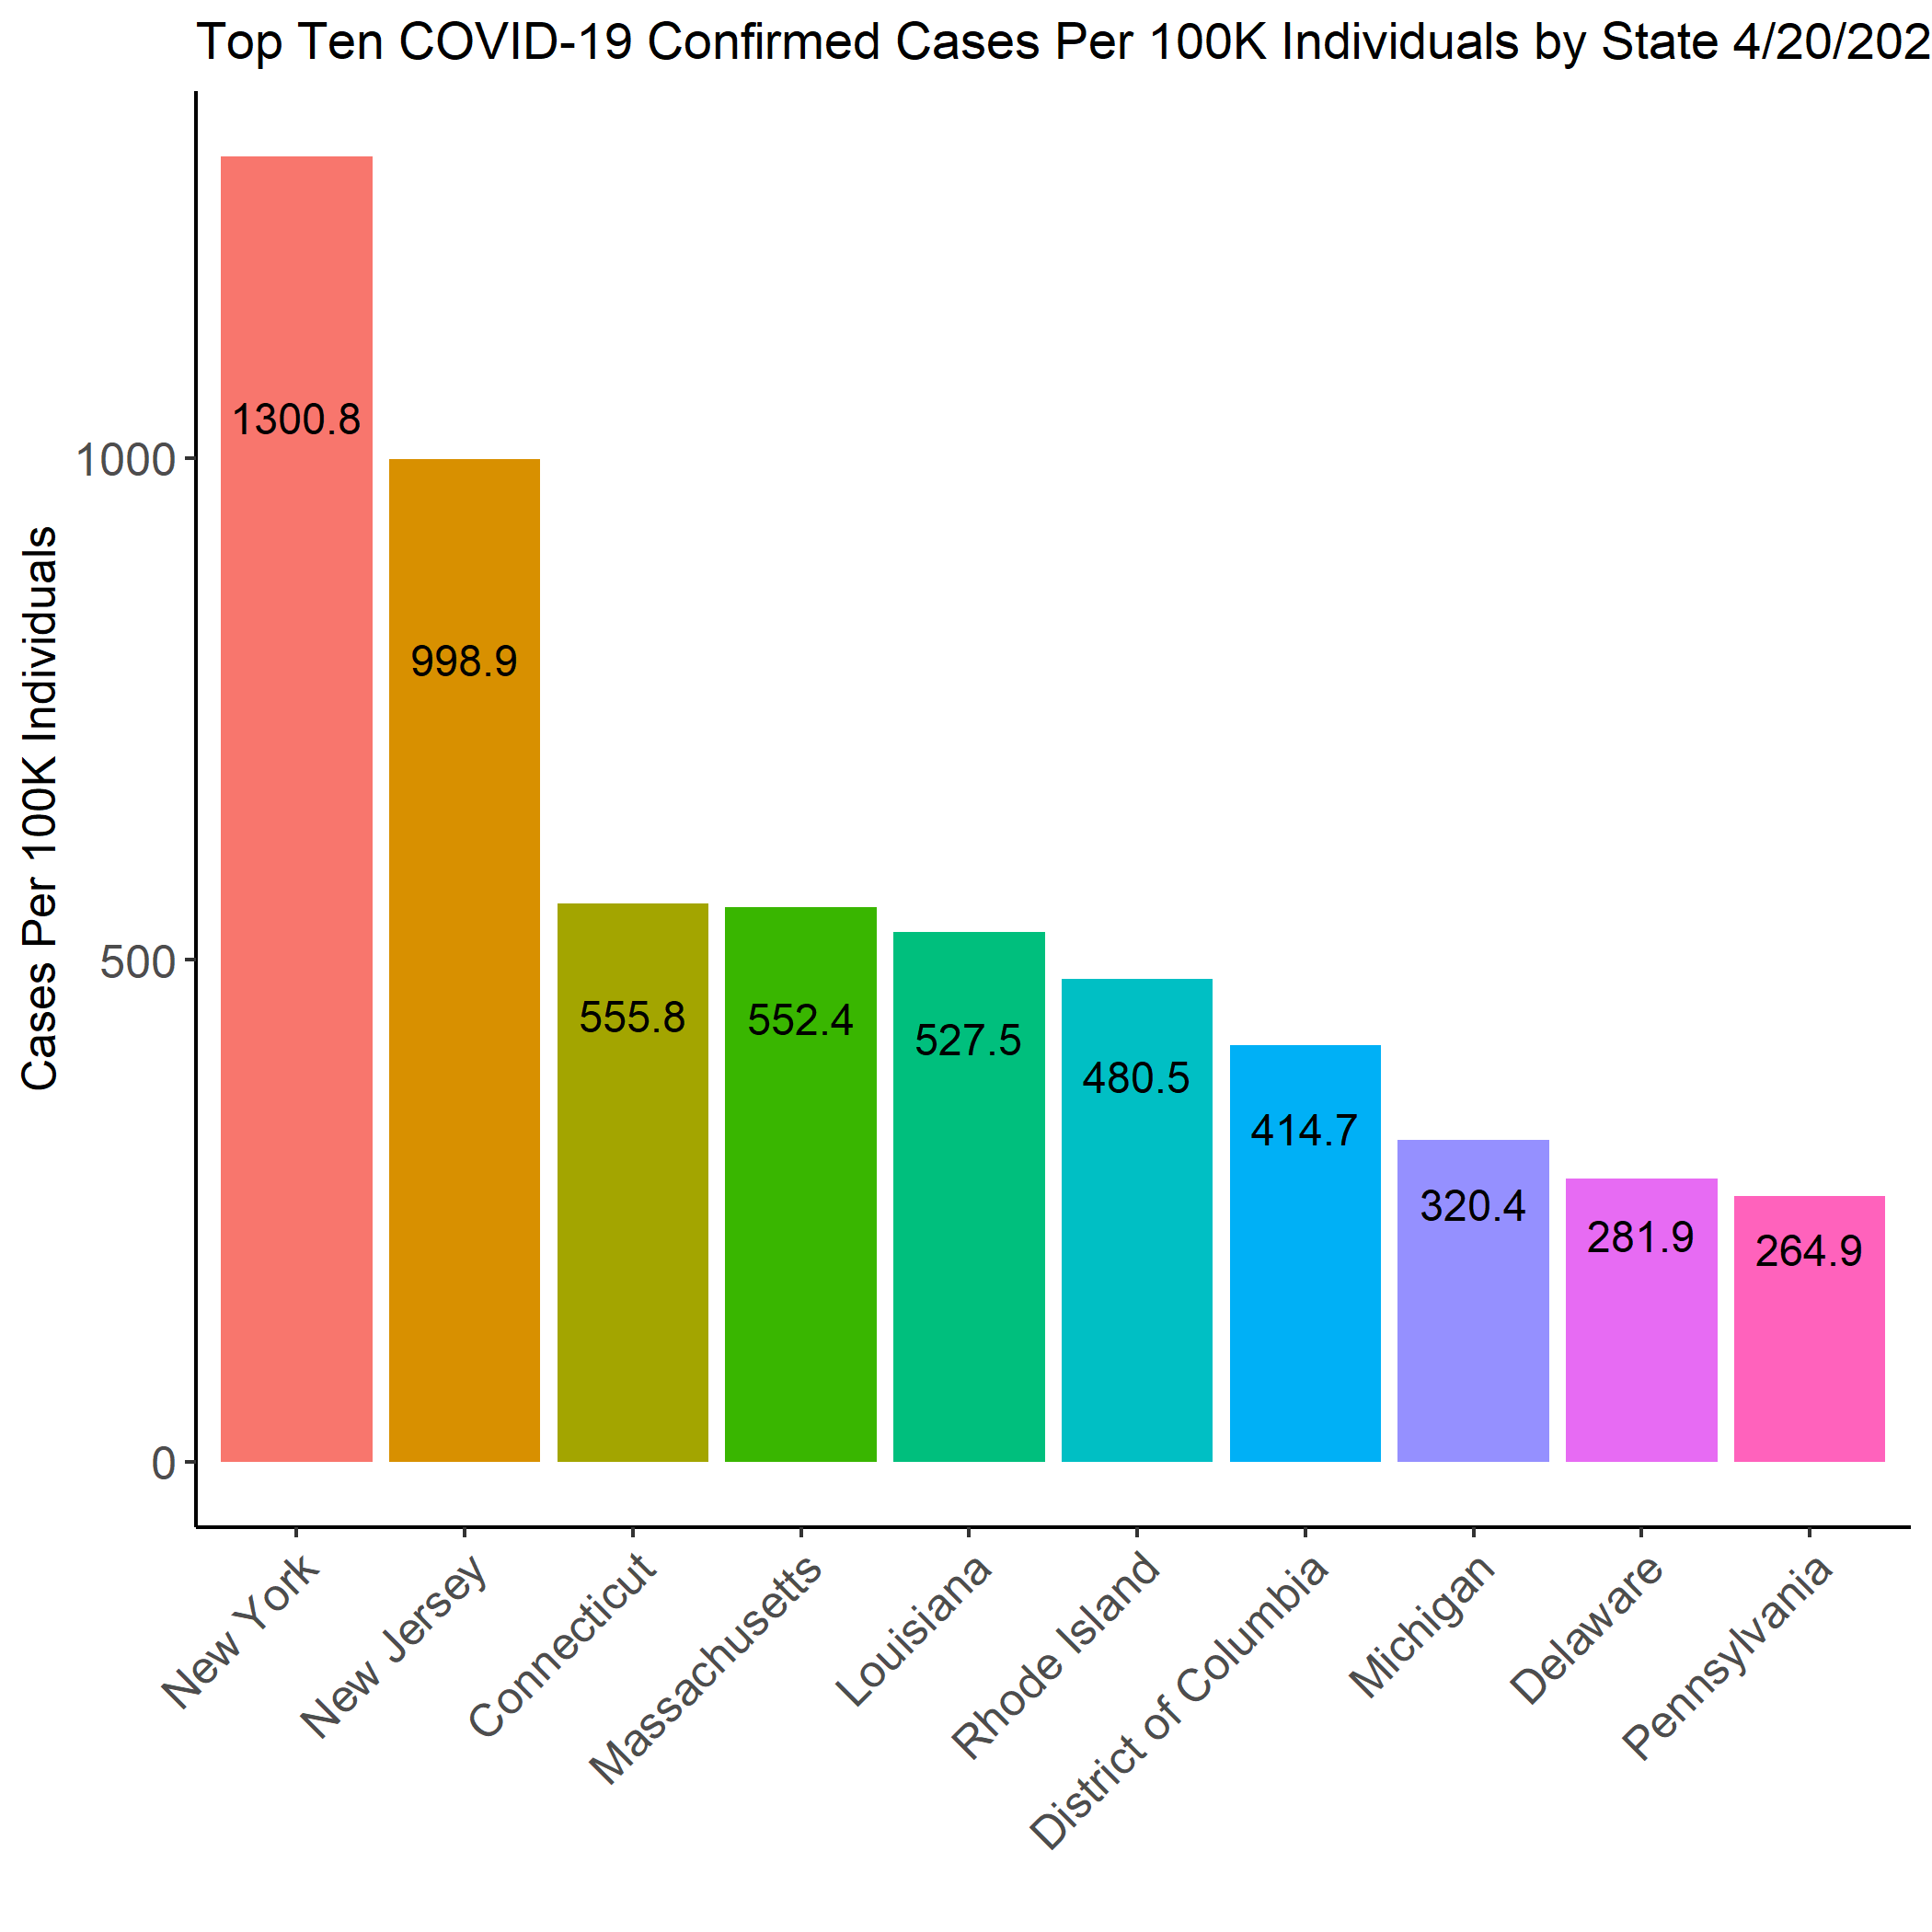 Top Ten COVID-19 Confirmed Cases Per 100K Individuals by State 4/20/202
Cases Per 100K Individuals
1000
500
0
1300.8
998.9
555.8
552.4
527.5
480.5
414.7
320.4
281.9
264.9
New York
New Jersey
Connecticut
Massachusetts
Louisiana
Rhode Island
District of Columbia
Michigan
Delaware
Pennsylvania